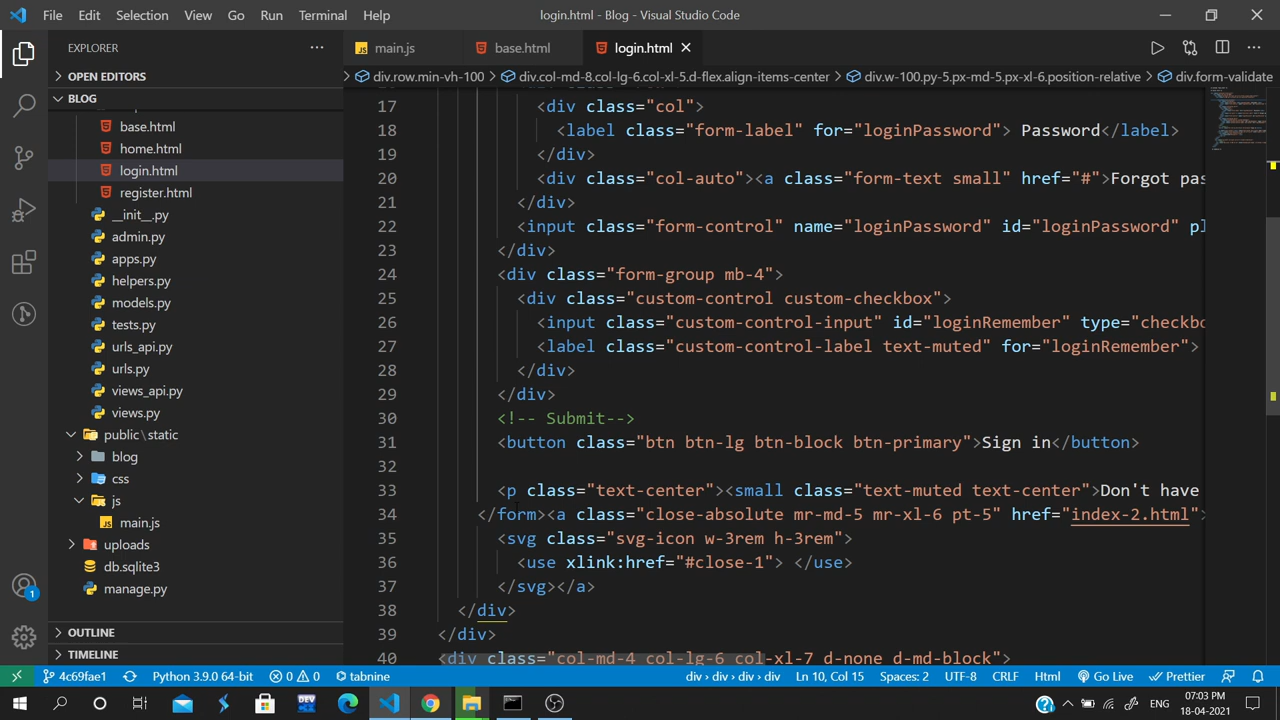 File Edit Selection View Go Run Terminal Help login.html - Blog - Visual Studio Code
EXPLORER
OPEN EDITORS
BLOG
base.html
home.html
login.html
register.html
__init__.py
admin.py
apps.py
helpers.py
models.py
tests.py
urls_api.py
urls.py
views_api.py
views.py
public\static
blog
css
js
main.js
uploads
db.sqlite3
manage.py
OUTLINE
TIMELINE
main.js base.html login.html
div.row.min-vh-100 div.col-md-8.col-lg-6.col-xl-5.d-flex.align-items-center div.w-100.py-5.px-md-5.px-xl-6.position-relative div.form-validate
17 <div class="col">
18 <label class="form-label" for="loginPassword"> Password</label>
19 </div>
20 <div class="col-auto"><a class="form-text small" href="#">Forgot pas
21 </div>
22 <input class="form-control" name="loginPassword" id="loginPassword" pl
23 </div>
24 <div class="form-group mb-4">
25 <div class="custom-control custom-checkbox">
26 <input class="custom-control-input" id="loginRemember" type="checkbo
27 <label class="custom-control-label text-muted" for="loginRemember">
28 </div>
29 </div>
30 <!-- Submit-->
31 <button class="btn btn-lg btn-block btn-primary">Sign in</button>
32
33 <p class="text-center"><small class="text-muted text-center">Don't have
34 </form><a class="close-absolute mr-md-5 mr-xl-6 pt-5" href="index-2.html">
35 <svg class="svg-icon w-3rem h-3rem">
36 <use xlink:href="#close-1"> </use>
37 </svg></a>
38 </div>
39 </div>
40 <div class="col-md-4 col-lg-6 col-xl-7 d-none d-md-block">
1
4c69fae1 Python 3.9.0 64-bit 0 0 tabnine div › div › div › div Ln 10, Col 15 Spaces: 2 UTF-8 CRLF Html Go Live Prettier
ENG 07:03 PM
18-04-2021